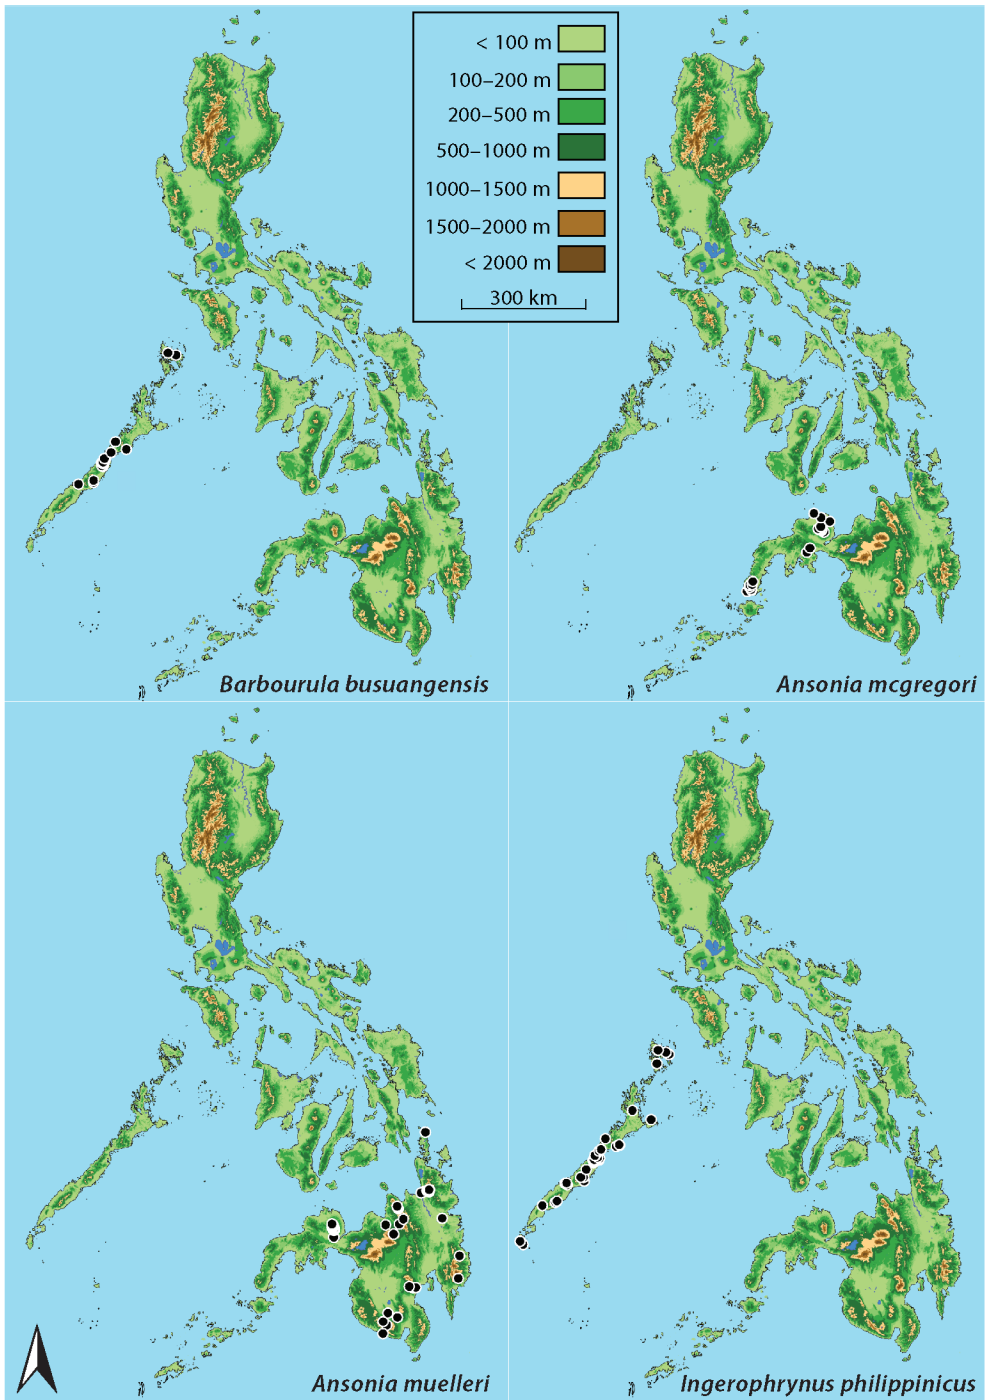 < 100 m
100–200 m
200–500 m
500–1000 m
1000–1500 m
1500–2000 m
< 2000 m
300 km
Barbourula busuangensis
Ansonia mcgregori
Ansonia muelleri
Ingerophrynus philippinicus